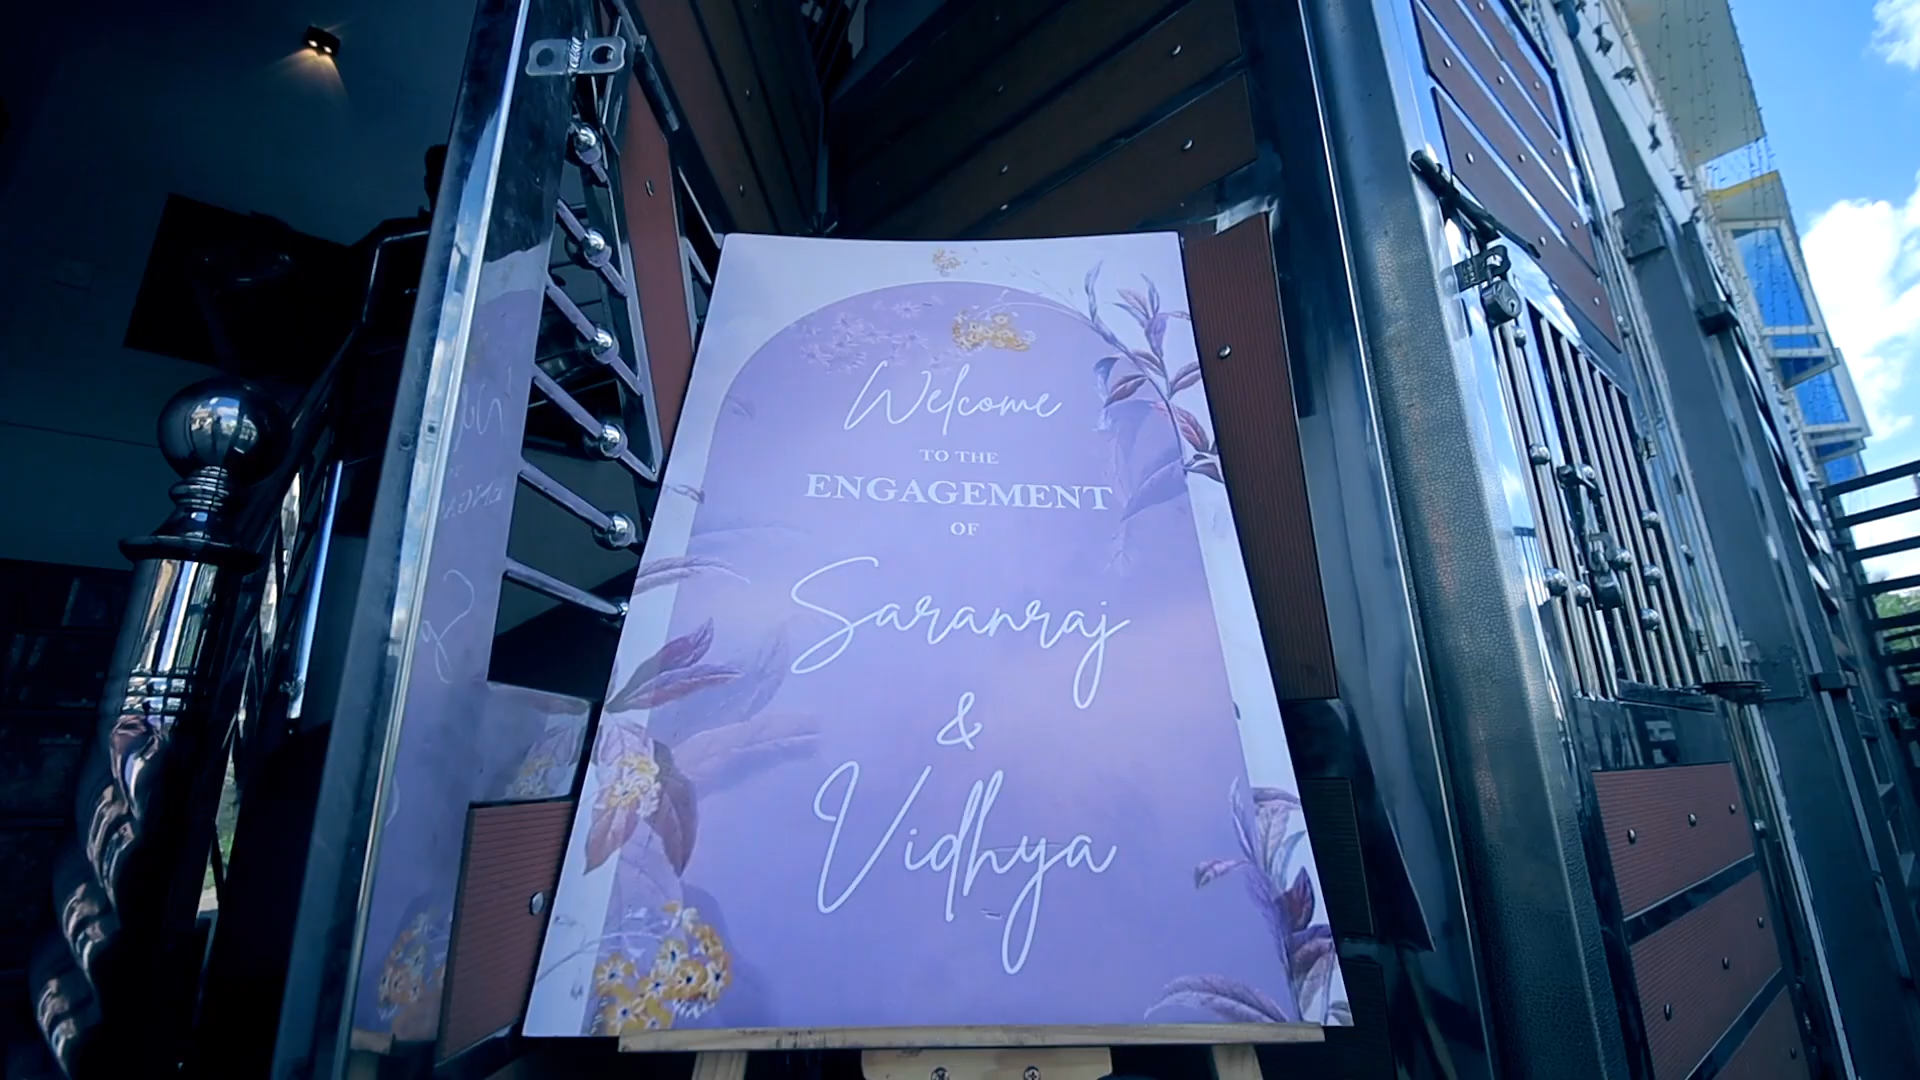 Welcome
TO THE
ENGAGEMENT
OF
Saranraj
&
Vidhya